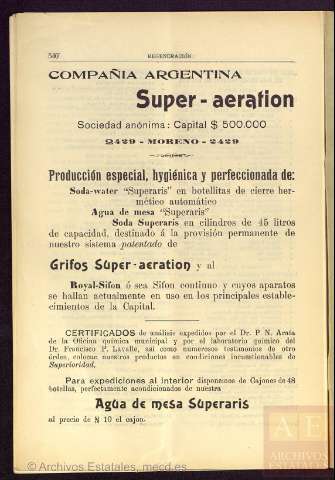 540 REGENERACIÓN
COMPAÑIA ARGENTINA
Super-aeration
Sociedad anónima: Capital $ 500.000
2429 - MORENO - 2429
Producción especial, higiénica y perfeccionada de:
Soda-water "Superaris" en botellitas de cierre her-
mético automático
Agua de mesa "Superaris"
Soda Superaris en cilindros de 45 litros
de capacidad, destinado á la provisión permanente de
nuestro sistema patentado de
Grifos Super-aeration y al
Royal-Sifon ó sea Sifon continuo y cuyos aparatos
se hallan actualmente en uso en los principales estable-
cimientos de la Capital.
CERTIFICADOS de análisis expedidos por el Dr. P. N. Arata
de la Oficina química municipal y por el laboratorio químico del
Dr. Francisco P. Lavalle, así como numerosos testimonios de otro
órden, colocan nuestros productos en condiciones incuestionables de
Superioridad.
Para expediciones al interior disponemos de Cajones de 48
botellas, perfectamente acondicionados de nuestra
Agua de mesa Superaris
al precio de $ 10 el cajon.
© Archivos Estatales, mecd.es
AE
ARCHIVOS
ESTATALES